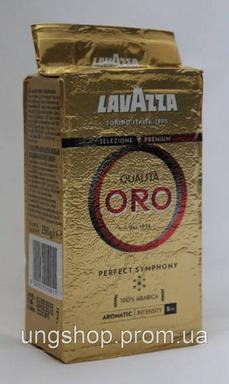 LAVAZZA
TORINO, ITALIA, 1895
SELEZIONE PREMIUM
QUALITÀ
ORO
PERFECT SYMPHONY
100% ARABICA
AROMATIC INTENSITY
250g
ungshop.prom.ua